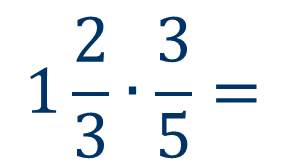 1 2/3 · 3/5 =